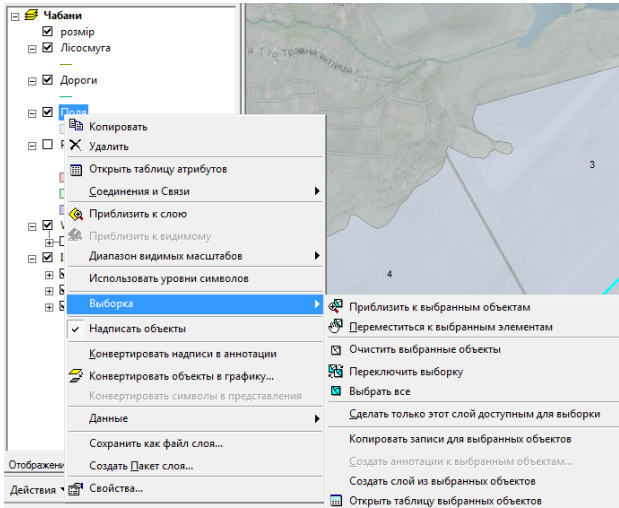 Чабани
розмір
Лісосмуга
Дороги
Поля
Копировать
Удалить
Открыть таблицу атрибутов
Соединения и Связи
Приблизить к слою
Приблизить к видимому
Диапазон видимых масштабов
Использовать уровни символов
Выборка
Надписать объекты
Конвертировать надписи в аннотации
Конвертировать объекты в графику...
Конвертировать символы в представления
Данные
Сохранить как файл слоя...
Создать Пакет слоя...
Свойства...
Отображени
Действия
1-го Травня вулиця
3
4
Приблизить к выбранным объектам
Переместиться к выбранным элементам
Очистить выбранные объекты
Переключить выборку
Выбрать все
Сделать только этот слой доступным для выборки
Копировать записи для выбранных объектов
Создать аннотации к выбранным объектам...
Создать слой из выбранных объектов
Открыть таблицу выбранных объектов